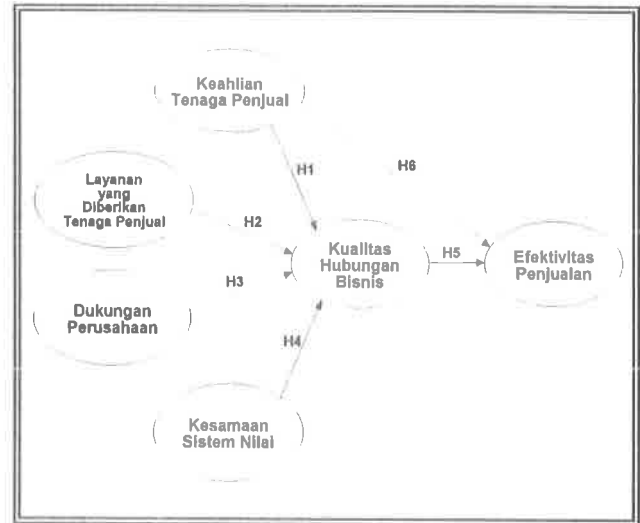 Keahlian
Tenaga Penjual
H1
H6
Layanan
yang
Diberikan
Tenaga Penjual
H2
Kualitas
Hubungan
Bisnis
H5
Efektivitas
Penjualan
H3
Dukungan
Perusahaan
H4
Kesamaan
Sistem Nilai